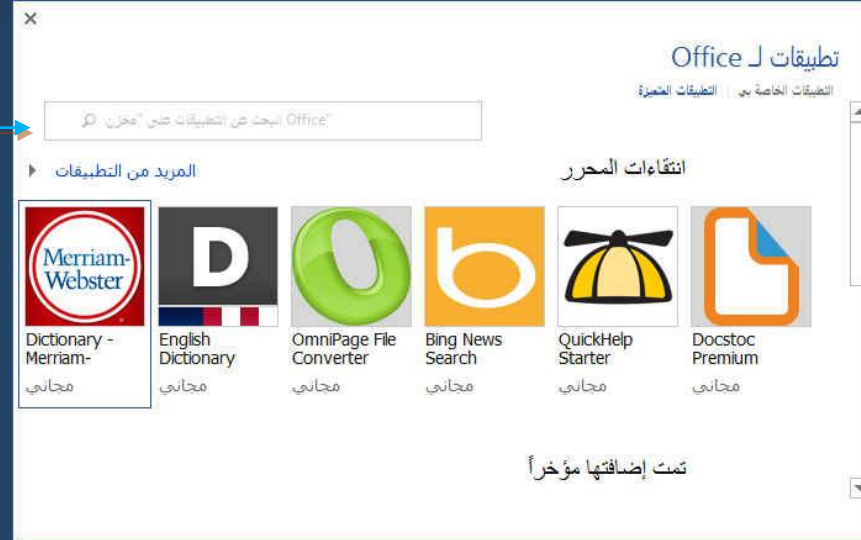 تطبيقات لـ Office
التطبيقات الخاصة بي | التطبيقات المتميزة
البحث عن التطبيقات على "مخزن Office"
انتقاءات المحرر
المزيد من التطبيقات
Merriam-
Webster
D
Dictionary -
Merriam-
مجاني
English
Dictionary
مجاني
OmniPage File
Converter
مجاني
Bing News
Search
مجاني
QuickHelp
Starter
مجاني
Docstoc
Premium
مجاني
تمت إضافتها مؤخراً